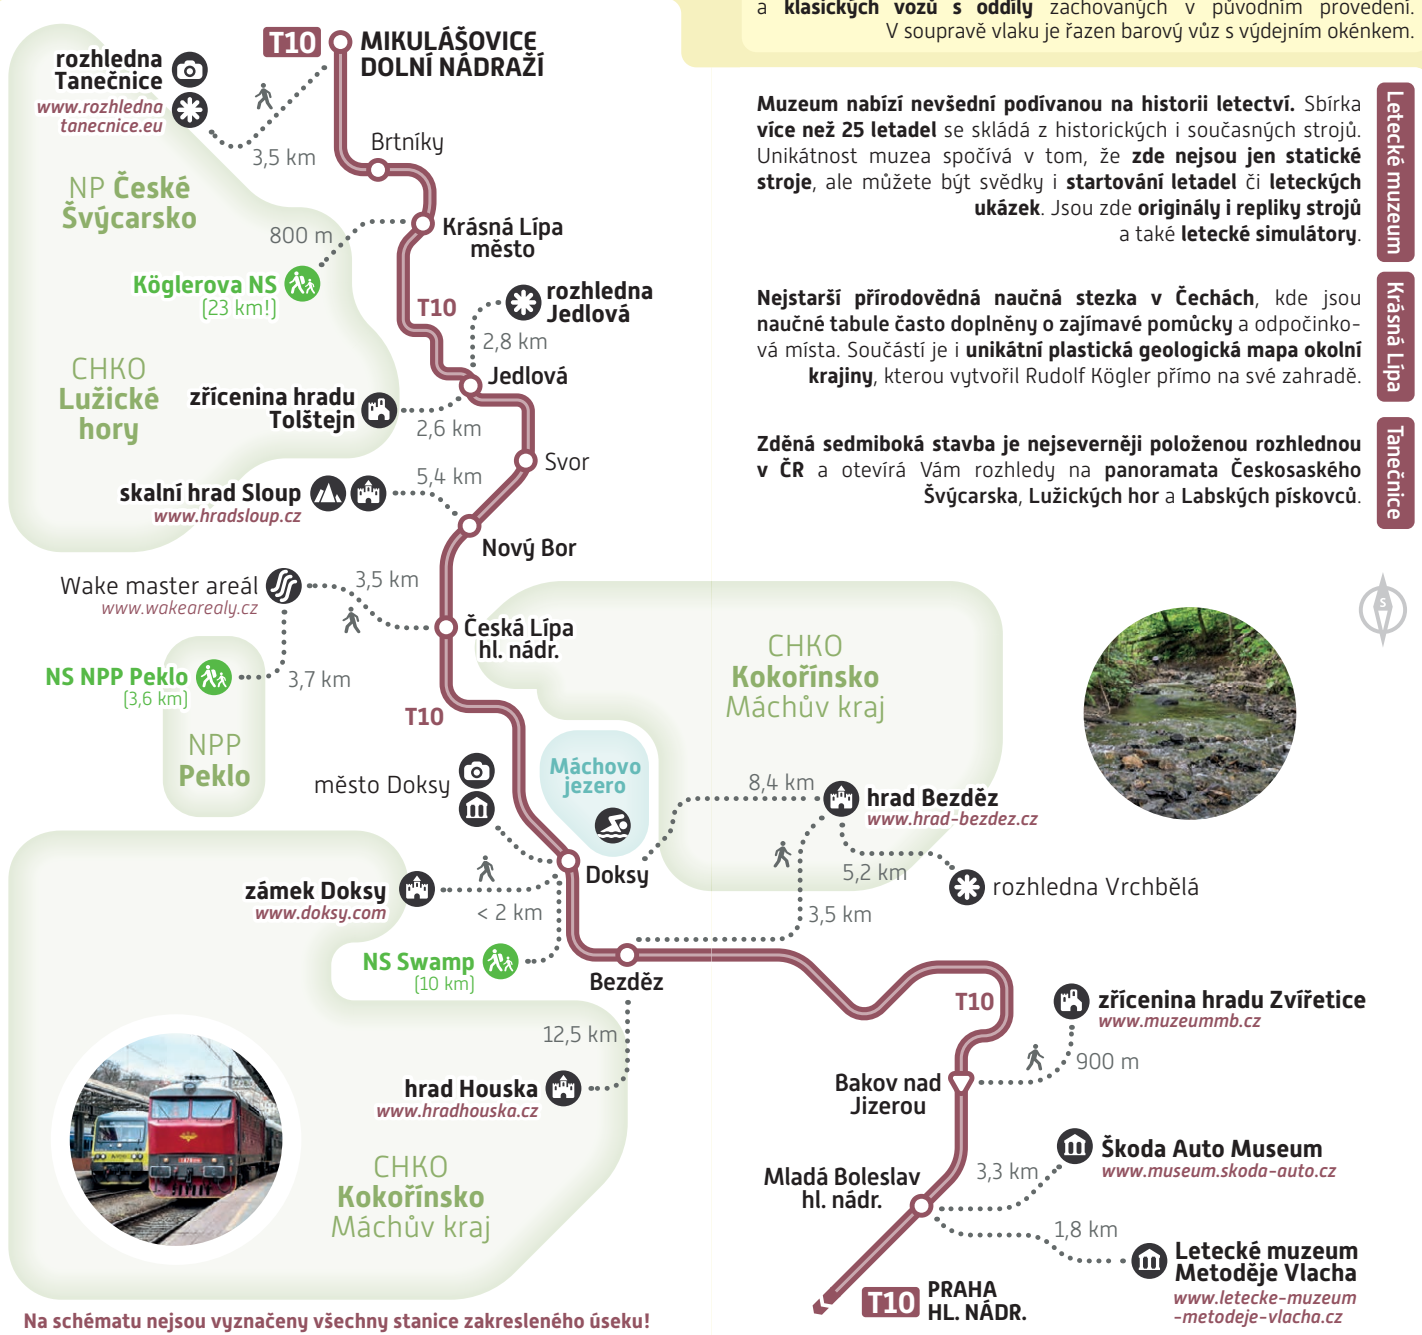 a klasických vozů s oddíly zachovaných v původním provedení.
V soupravě vlaku je řazen barový vůz s výdejním okénkem.
T10 MIKULÁŠOVICE
DOLNÍ NÁDRAŽÍ
rozhledna
Tanečnice
www.rozhledna
tanecnice.eu
3,5 km
Brtníky
NP České
Švýcarsko
800 m
Krásná Lípa
město
Köglerova NS
(23 km!)
T10
rozhledna
Jedlová
2,8 km
Jedlová
CHKO
Lužické
hory
zřícenina hradu
Tolštejn
2,6 km
Svor
5,4 km
skalní hrad Sloup
www.hradsloup.cz
Nový Bor
Wake master areál
www.wakearealy.cz
3,5 km
Česká Lípa
hl. nádr.
NS NPP Peklo
(3,6 km)
3,7 km
NPP
Peklo
T10
CHKO
Kokořínsko
Máchův kraj
město Doksy
Máchovo
jezero
8,4 km
hrad Bezděz
www.hrad-bezdez.cz
Doksy
5,2 km
rozhledna Vrchbělá
zámek Doksy
www.doksy.com
< 2 km
3,5 km
NS Swamp
(10 km)
Bezděz
12,5 km
T10
zřícenina hradu Zvířetice
www.muzeummb.cz
900 m
hrad Houska
www.hradhouska.cz
Bakov nad
Jizerou
CHKO
Kokořínsko
Máchův kraj
Škoda Auto Museum
www.museum.skoda-auto.cz
3,3 km
Mladá Boleslav
hl. nádr.
1,8 km
Letecké muzeum
Metoděje Vlacha
www.letecke-muzeum
-metodeje-vlacha.cz
T10 PRAHA
HL. NÁDR.
Na schématu nejsou vyznačeny všechny stanice zakresleného úseku!
Muzeum nabízí nevšední podívanou na historii letectví. Sbírka
více než 25 letadel se skládá z historických i současných strojů.
Unikátnost muzea spočívá v tom, že zde nejsou jen statické
stroje, ale můžete být svědky i startování letadel či leteckých
ukázek. Jsou zde originály i repliky strojů
a také letecké simulátory.
Letecké muzeum
Nejstarší přírodovědná naučná stezka v Čechách, kde jsou
naučné tabule často doplněny o zajímavé pomůcky a odpočinko-
vá místa. Součástí je i unikátní plastická geologická mapa okolní
krajiny, kterou vytvořil Rudolf Kögler přímo na své zahradě.
Krásná Lípa
Zděná sedmiboká stavba je nejseverněji položenou rozhlednou
v ČR a otevírá Vám rozhledy na panoramata Českosaského
Švýcarska, Lužických hor a Labských pískovců.
Tanečnice
S